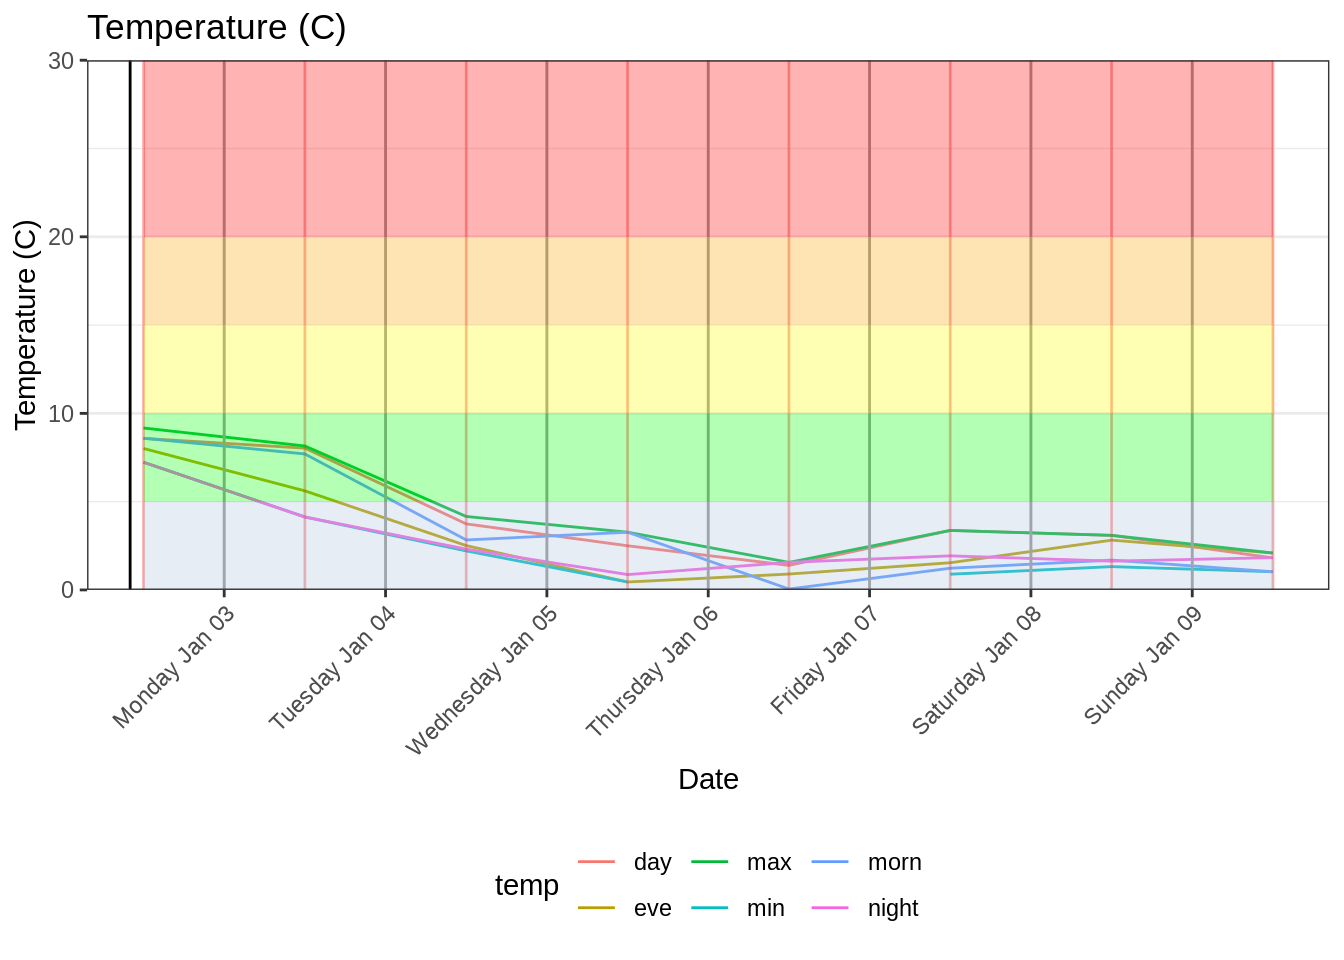 Temperature (C)
Temperature (C)
30
20
10
0
Monday Jan 03
Tuesday Jan 04
Wednesday Jan 05
Thursday Jan 06
Friday Jan 07
Saturday Jan 08
Sunday Jan 09
Date
temp
day
max
morn
eve
min
night